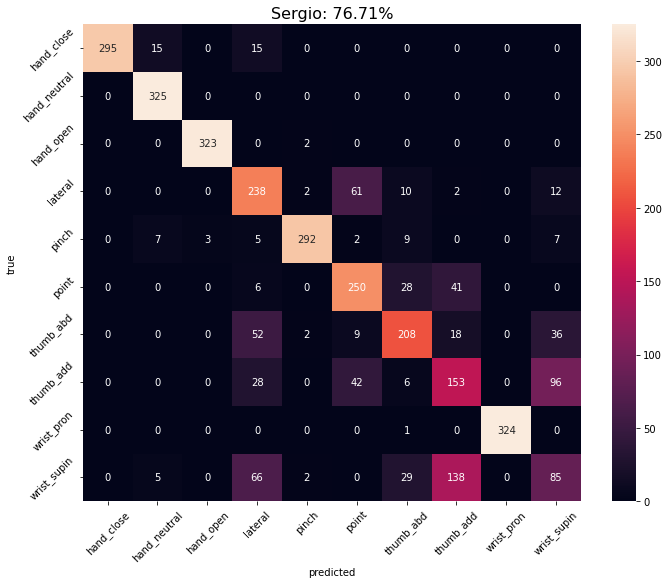 Sergio: 76.71%
hand_close 295 15 0 15 0 0 0 0 0 0
hand_neutral 0 325 0 0 0 0 0 0 0 0
hand_open 0 0 323 0 2 0 0 0 0 0
lateral 0 0 0 238 2 61 10 2 0 12
pinch 0 7 3 5 292 2 9 0 0 7
point 0 0 0 6 0 250 28 41 0 0
thumb_abd 0 0 0 52 2 9 208 18 0 36
thumb_add 0 0 0 28 0 42 6 153 0 96
wrist_pron 0 0 0 0 0 0 1 0 324 0
wrist_supin 0 5 0 66 2 0 29 138 0 85
hand_close hand_neutral hand_open lateral pinch point thumb_abd thumb_add wrist_pron wrist_supin
predicted
true
300
250
200
150
100
50
0